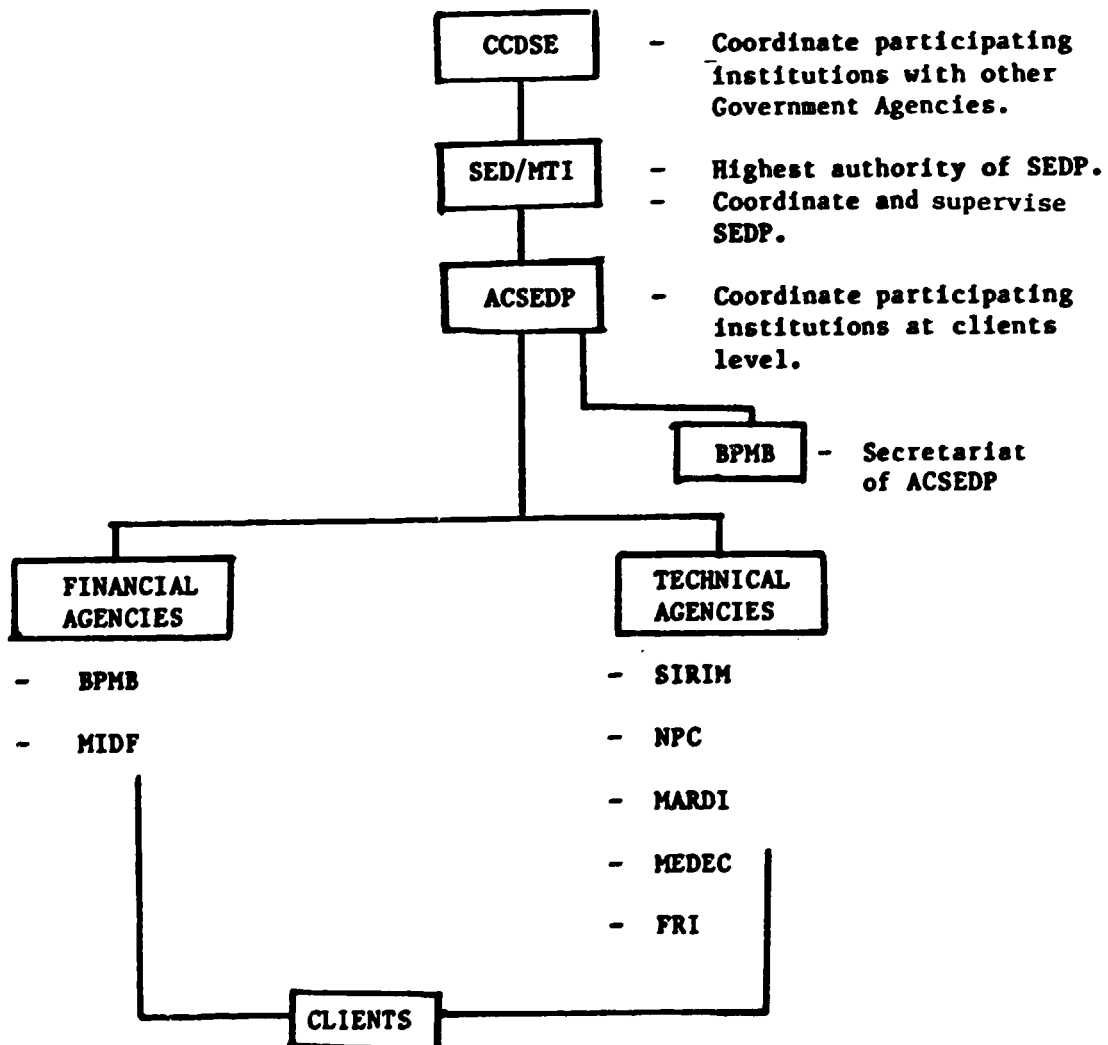 CCDSE - Coordinate participating
institutions with other
Government Agencies.
SED/MTI - Highest authority of SEDP.
- Coordinate and supervise
SEDP.
ACSEDP - Coordinate participating
institutions at clients
level.
BPMB - Secretariat
of ACSEDP
FINANCIAL
AGENCIES
- BPMB
- MIDF
TECHNICAL
AGENCIES
- SIRIM
- NPC
- MARDI
- MEDEC
- FRI
CLIENTS